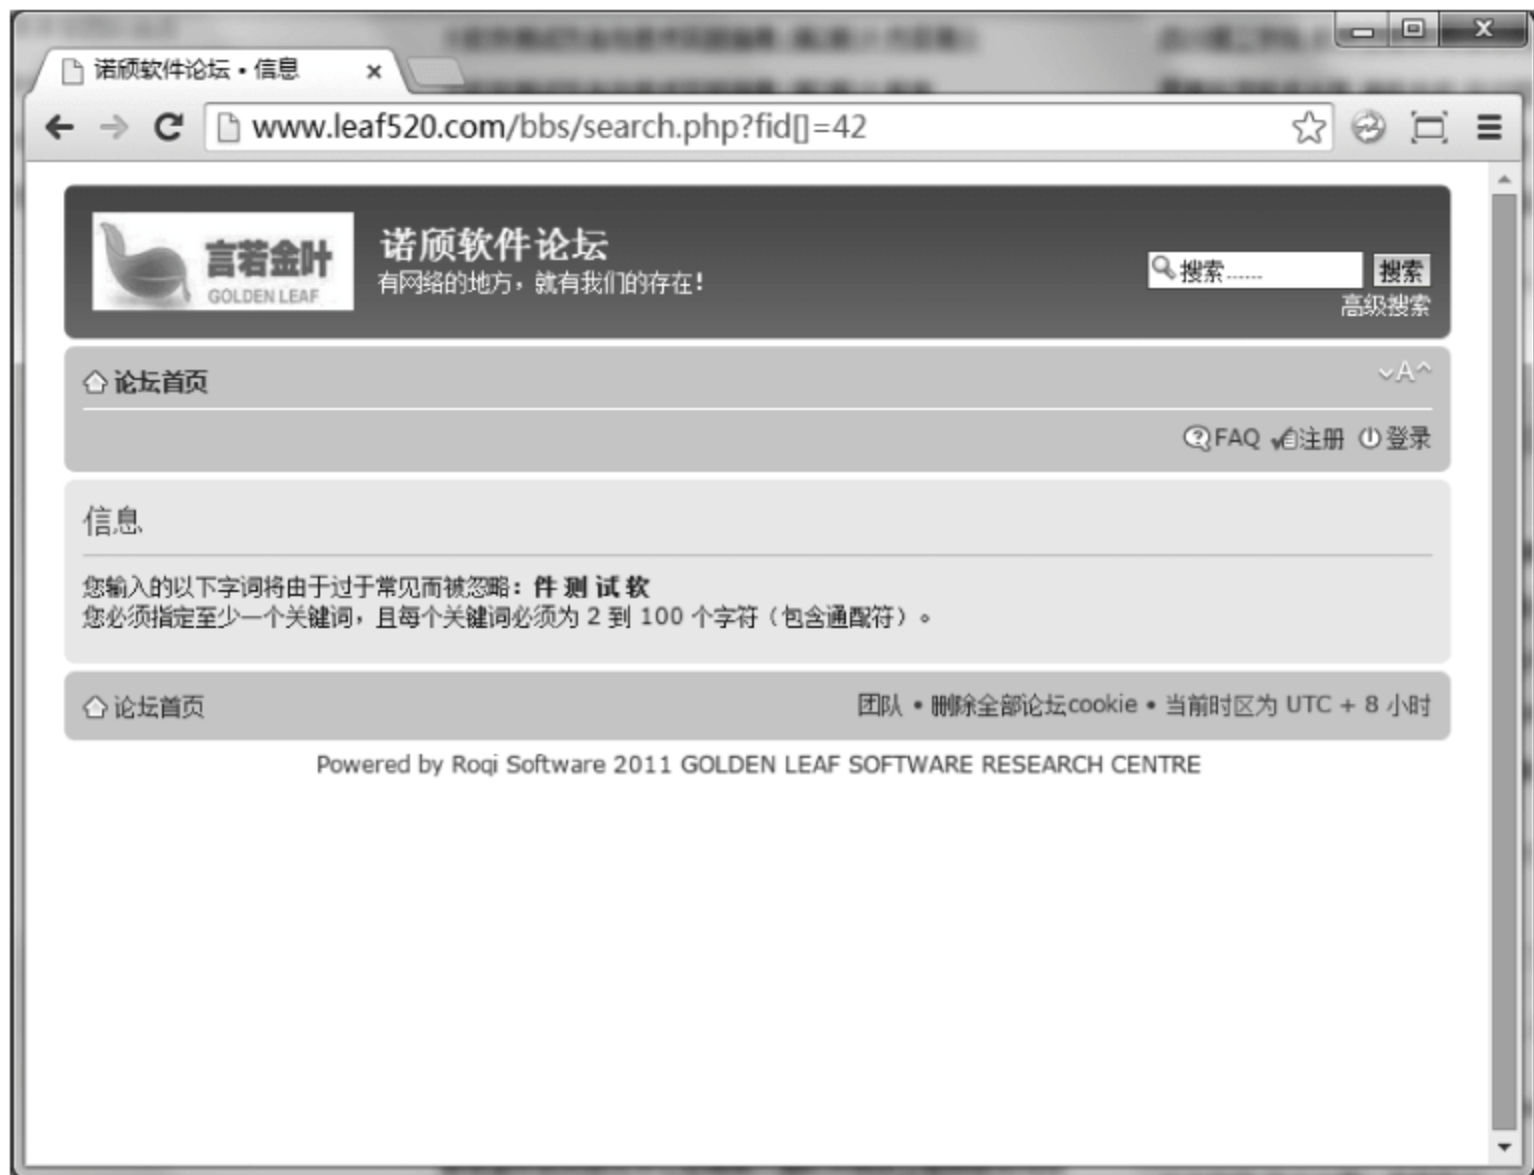 诺颀软件论坛 • 信息
www.leaf520.com/bbs/search.php?fid[]=42
言若金叶
GOLDEN LEAF
诺颀软件论坛
有网络的地方，就有我们的存在！
搜索......
搜索
高级搜索
论坛首页
A
FAQ 注册 登录
信息
您输入的以下字词将由于过于常见而被忽略：件 测 试 软
您必须指定至少一个关键词，且每个关键词必须为 2 到 100 个字符（包含通配符）。
论坛首页
团队 • 删除全部论坛cookie • 当前时区为 UTC + 8 小时
Powered by Roqi Software 2011 GOLDEN LEAF SOFTWARE RESEARCH CENTRE